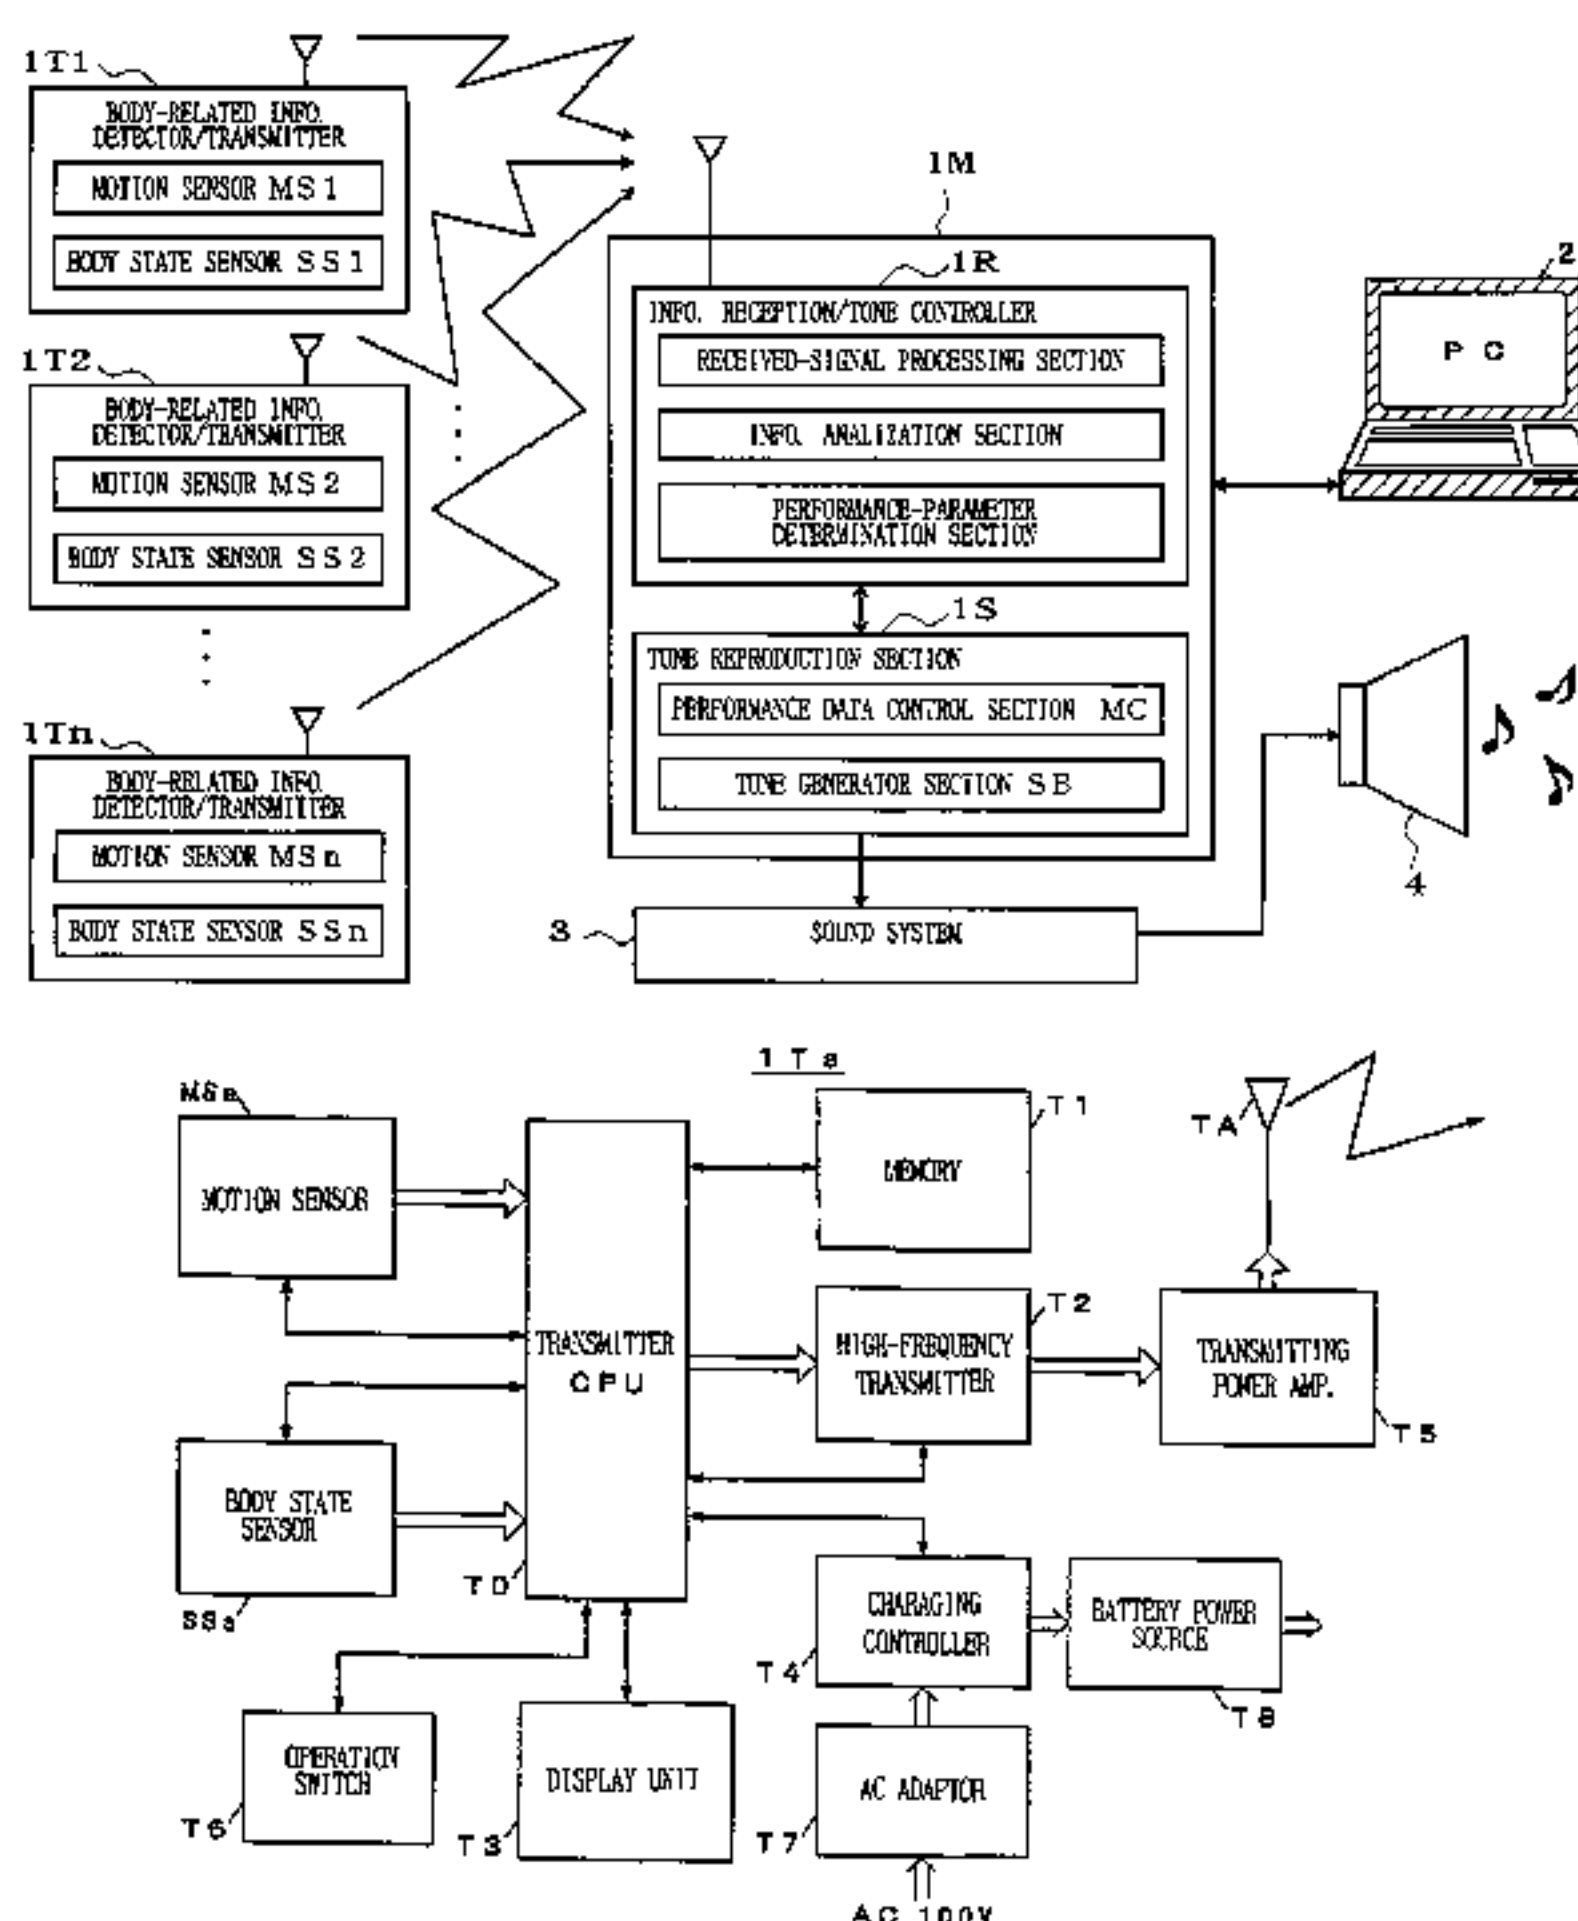 1T1
BODY-RELATED INFO.
DETECTOR/TRANSMITTER
MOTION SENSOR MS1
BODY STATE SENSOR SS1
1T2
BODY-RELATED INFO.
DETECTOR/TRANSMITTER
MOTION SENSOR MS2
BODY STATE SENSOR SS2
1Tn
BODY-RELATED INFO.
DETECTOR/TRANSMITTER
MOTION SENSOR MSn
BODY STATE SENSOR SSn
1M
1R
INFO. RECEPTION/TONE CONTROLLER
RECEIVED-SIGNAL PROCESSING SECTION
INFO. ANALIZATION SECTION
PERFORMANCE-PARAMETER
DETERMINATION SECTION
1S
TONE REPRODUCTION SECTION
PERFORMANCE DATA CONTROL SECTION MC
TONE GENERATOR SECTION SB
3
SOUND SYSTEM
2
PC
4
1Ta
MSa
MOTION SENSOR
TRANSMITTER
CPU
T0
BODY STATE
SENSOR
SSa
T1
MEMORY
TA
T2
HIGH-FREQUENCY
TRANSMITTER
TRANSMITTING
POWER AMP.
T5
CHARAGING
CONTROLLER
T4
BATTERY POWER
SOURCE
T8
OPERATION
SWITCH
T6
DISPLAY UNIT
T3
AC ADAPTOR
T7
AC 100V